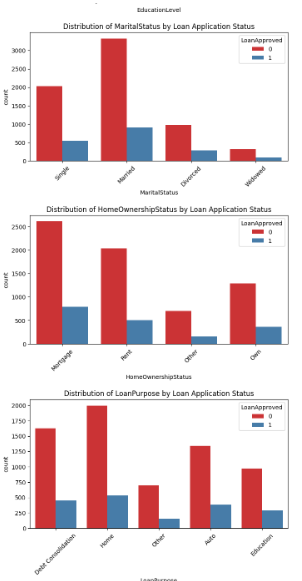 EducationLevel
Distribution of MaritalStatus by Loan Application Status
LoanApproved
0
1
3000
2500
2000
1500
1000
500
0
count
Single
Married
Divorced
Widowed
MaritalStatus
Distribution of HomeOwnershipStatus by Loan Application Status
LoanApproved
0
1
2500
2000
1500
1000
500
0
count
Mortgage
Rent
Other
Own
HomeOwnershipStatus
Distribution of LoanPurpose by Loan Application Status
LoanApproved
0
1
2000
1750
1500
1250
1000
750
500
250
0
count
Debt Consolidation
Home
Other
Auto
Education
LoanPurpose